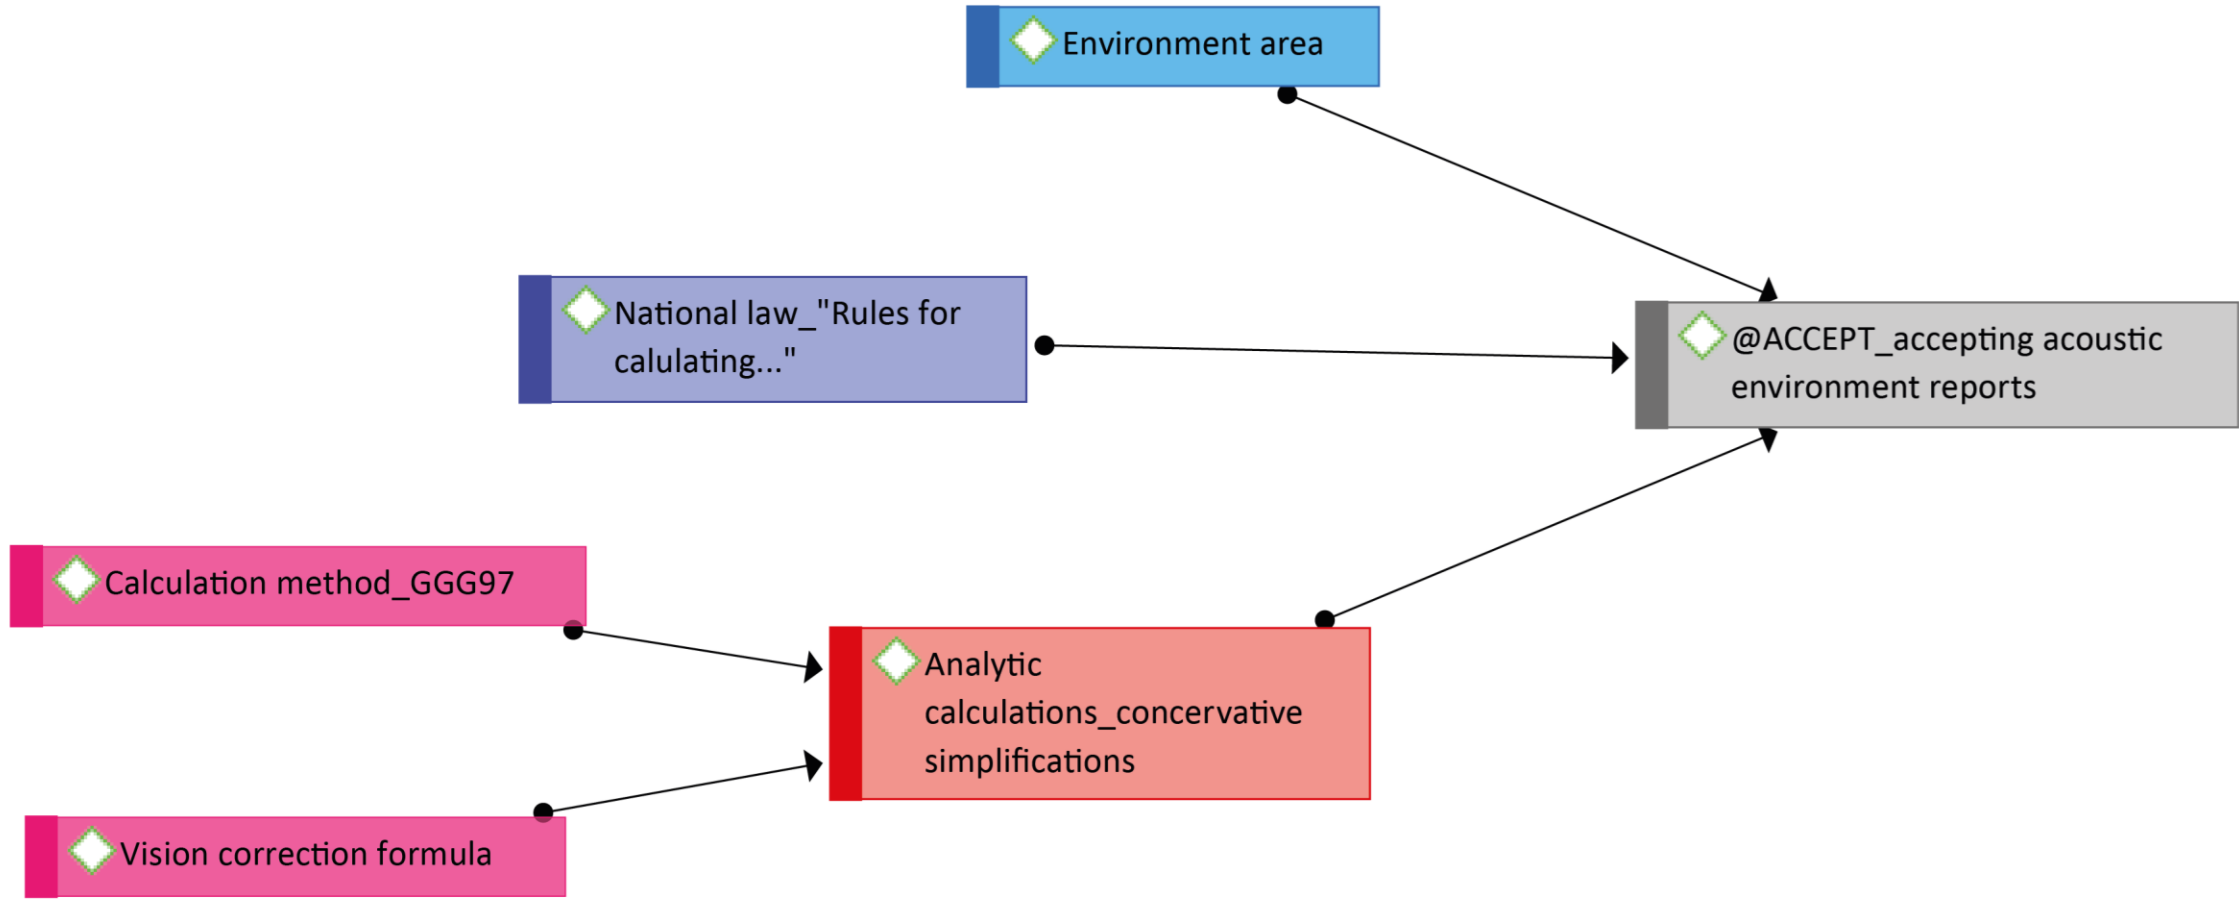 Environment area
National law_"Rules for
calulating..."
@ACCEPT_accepting acoustic
environment reports
Calculation method_GGG97
Analytic
calculations_concervative
simplifications
Vision correction formula